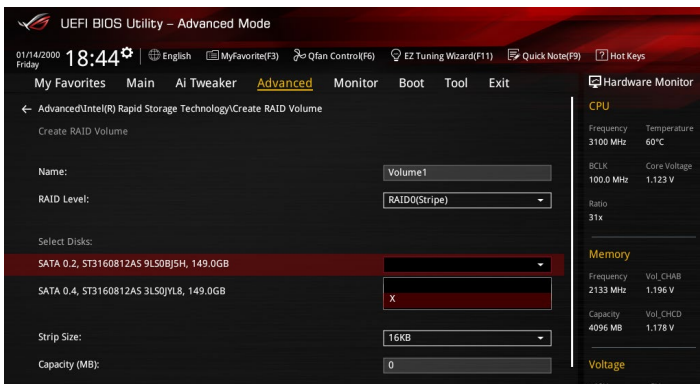 UEFI BIOS Utility – Advanced Mode
01/14/2000 Friday 18:44 English MyFavorite(F3) Qfan Control(F6) EZ Tuning Wizard(F11) Quick Note(F9) ? Hot Keys
My Favorites Main Ai Tweaker Advanced Monitor Boot Tool Exit
Hardware Monitor
← Advanced\Intel(R) Rapid Storage Technology\Create RAID Volume
Create RAID Volume
Name: Volume1
RAID Level: RAID0(Stripe)
Select Disks:
SATA 0.2, ST3160812AS 9LS0BJ5H, 149.0GB
SATA 0.4, ST3160812AS 3LS0JYL8, 149.0GB
X
Strip Size: 16KB
Capacity (MB): 0
CPU
Frequency Temperature
3100 MHz 60°C
BCLK Core Voltage
100.0 MHz 1.123 V
Ratio
31x
Memory
Frequency Vol_CHAB
2133 MHz 1.196 V
Capacity Vol_CHCD
4096 MB 1.178 V
Voltage